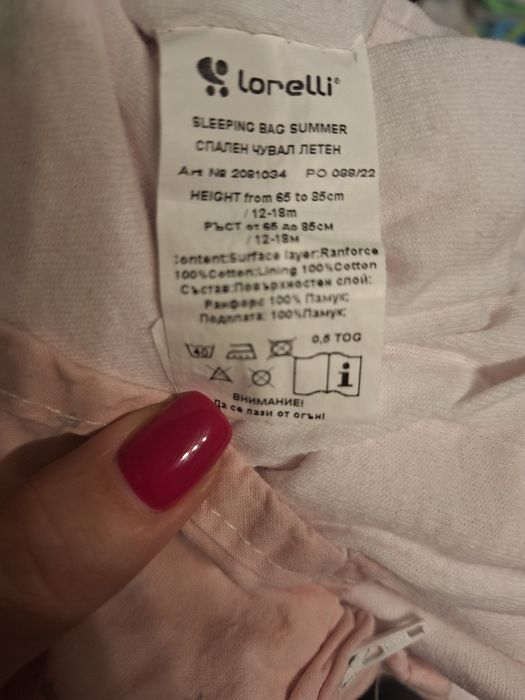 lorelli®
SLEEPING BAG SUMMER
СПАЛЕН ЧУВАЛ ЛЕТЕН
Art № 2081034 PO 088/22
HEIGHT from 65 to 85cm
/ 12-18m
РЪСТ от 65 до 85см
/ 12-18м
Content:Surface layer:Ranforce
100%Cotton;Lining 100%Cotton
Състав:Повърхностен слой:
Ранфорс 100% Памук;
Подплата: 100%Памук;
40 0,5 TOG
i
ВНИМАНИЕ!
Да се пази от огън!